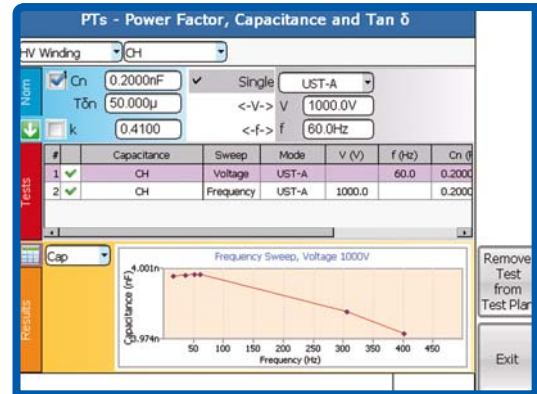 PTs - Power Factor, Capacitance and Tan δ
HV Winding CH
Nom
Cn 0.2000nF Single UST-A
Tδn 50.000µ <-V-> V 1000.0V
k 0.4100 <-f-> f 60.0Hz
Tests
# Capacitance Sweep Mode V (V) f (Hz) Cn (F
1 CH Voltage UST-A 60.0 0.2000
2 CH Frequency UST-A 1000.0 0.2000
Results
Cap
Frequency Sweep, Voltage 1000V
Capacitance (nF)
4.001n
3.974n
50 100 150 200 250 300 350 400 450
Frequency (Hz)
Remove
Test
from
Test Plan
Exit